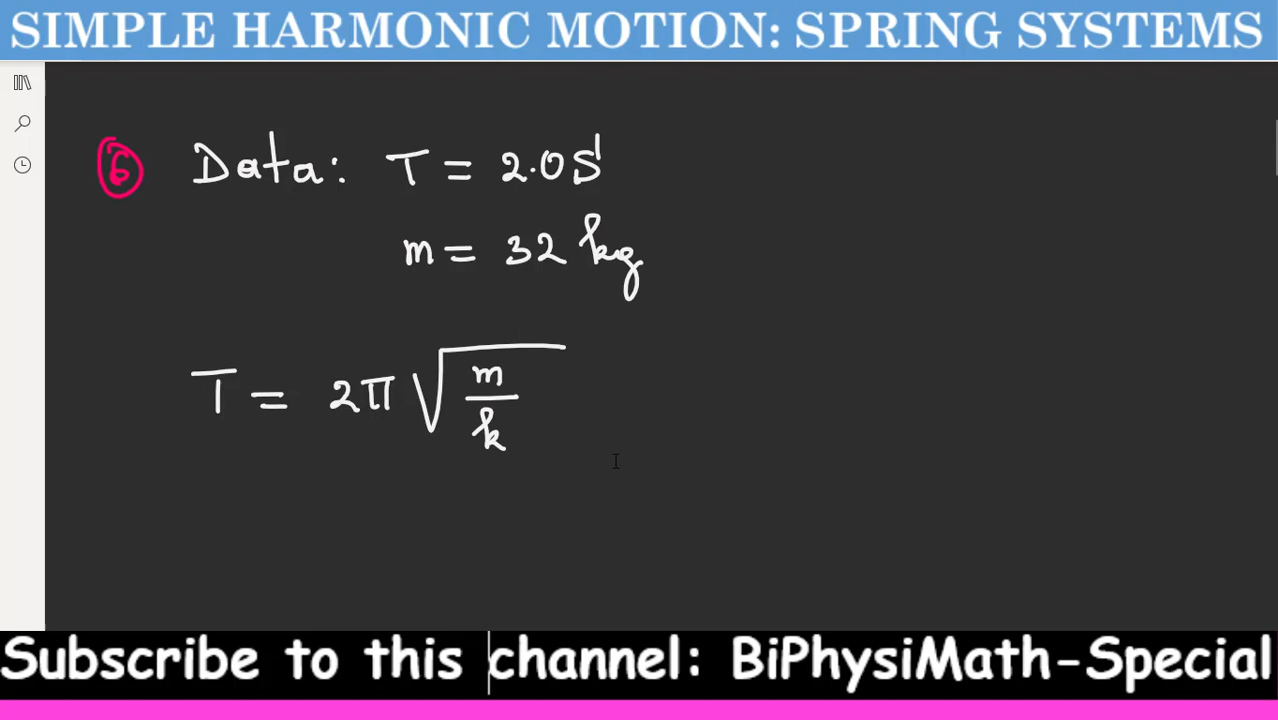 SIMPLE HARMONIC MOTION: SPRING SYSTEMS
6 Data: T = 2.0S
m = 32 kg
T = 2π √(m/k)
Subscribe to this channel: BiPhysiMath-Special